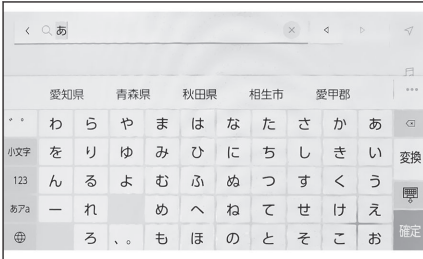 あ
愛知県 青森県 秋田県 相生市 愛甲郡
゛゜ わ ら や ま は な た さ か あ
小文字 を り ゆ み ひ に ち し き い 変換
123 ん る よ む ふ ぬ つ す く う
あアa ー れ め へ ね て せ け え
ろ 、。 も ほ の と そ こ お 確定